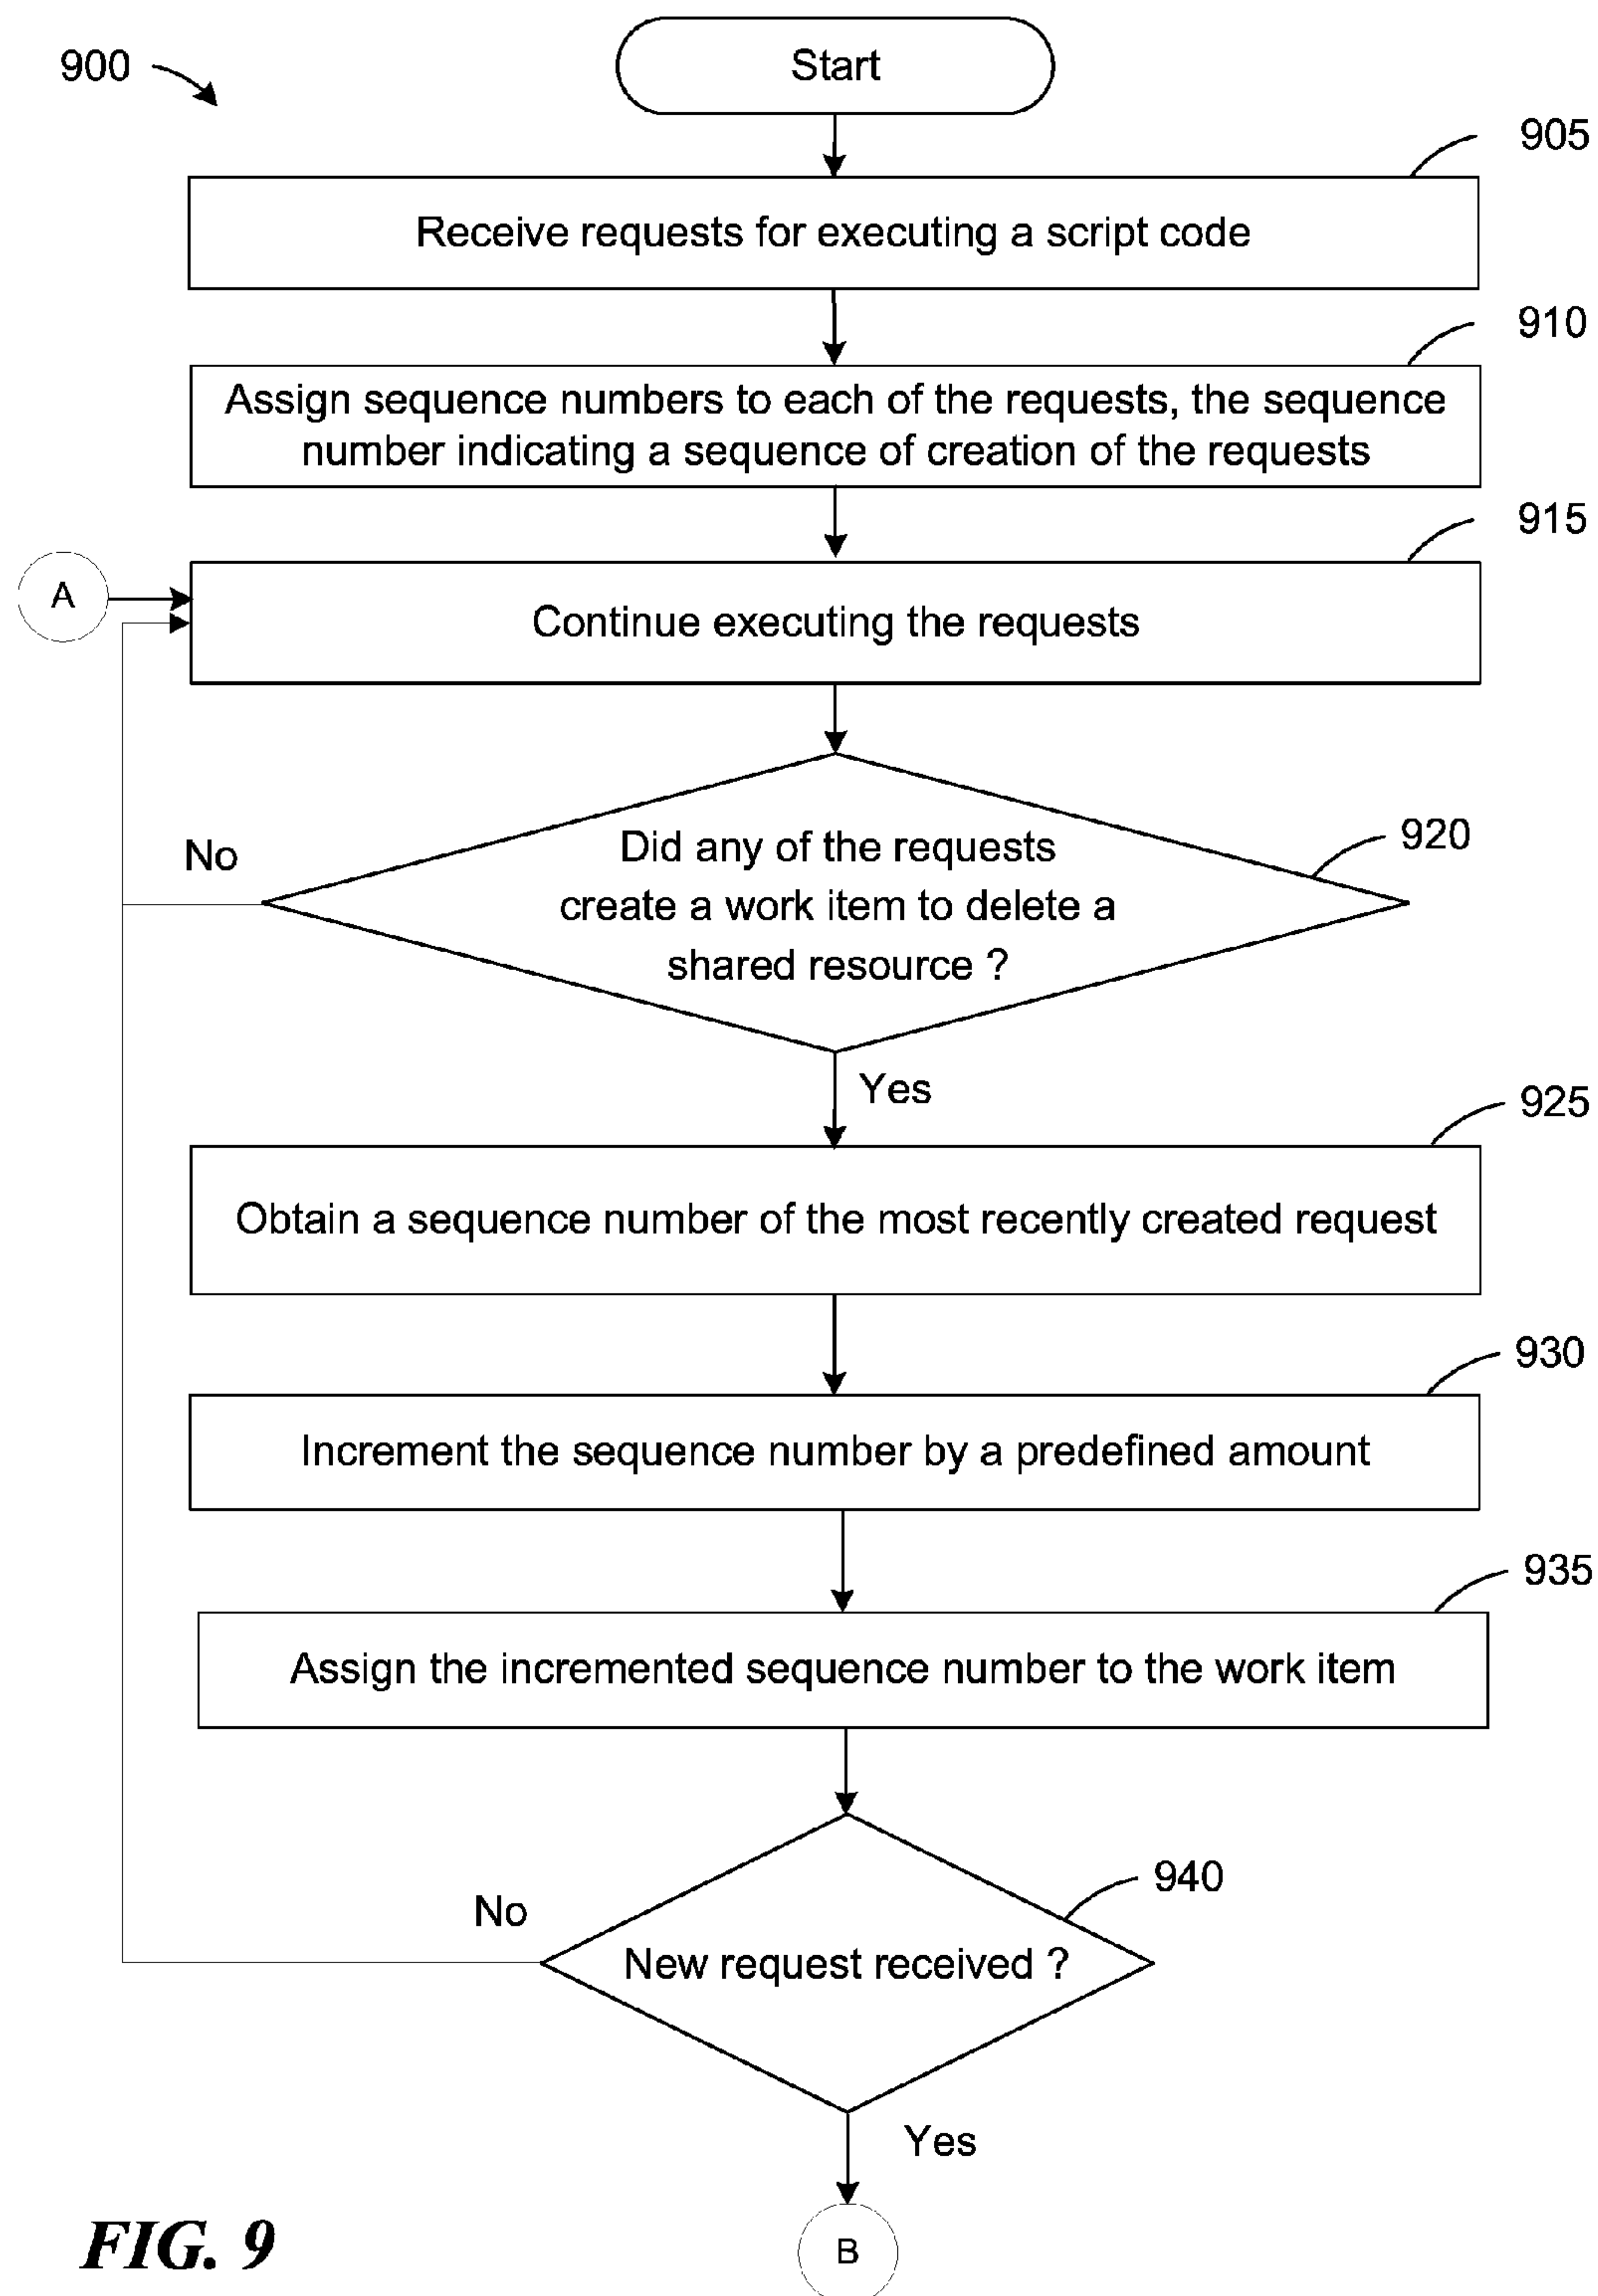 900
Start
905
Receive requests for executing a script code
910
Assign sequence numbers to each of the requests, the sequence
number indicating a sequence of creation of the requests
915
A
Continue executing the requests
No
Did any of the requests
create a work item to delete a
shared resource ?
920
Yes
925
Obtain a sequence number of the most recently created request
930
Increment the sequence number by a predefined amount
935
Assign the incremented sequence number to the work item
940
No
New request received ?
Yes
B
FIG. 9